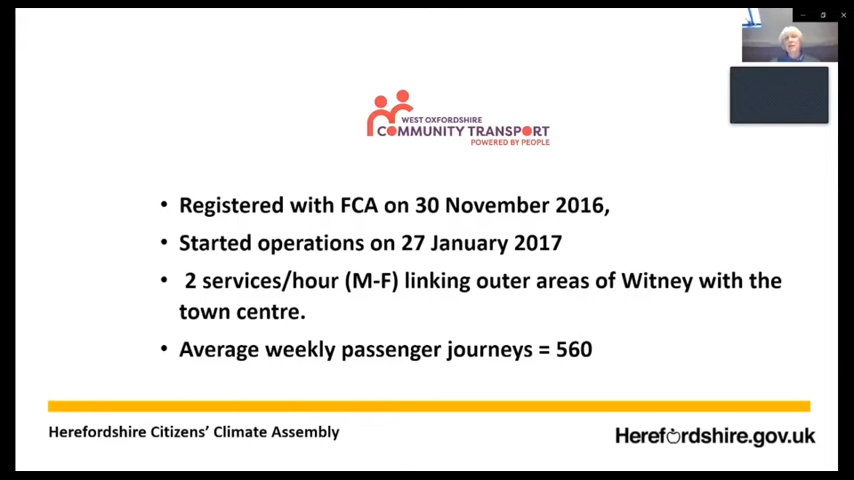 WEST OXFORDSHIRE
COMMUNITY TRANSPORT
POWERED BY PEOPLE
• Registered with FCA on 30 November 2016,
• Started operations on 27 January 2017
• 2 services/hour (M-F) linking outer areas of Witney with the
town centre.
• Average weekly passenger journeys = 560
Herefordshire Citizens' Climate Assembly
Herefordshire.gov.uk